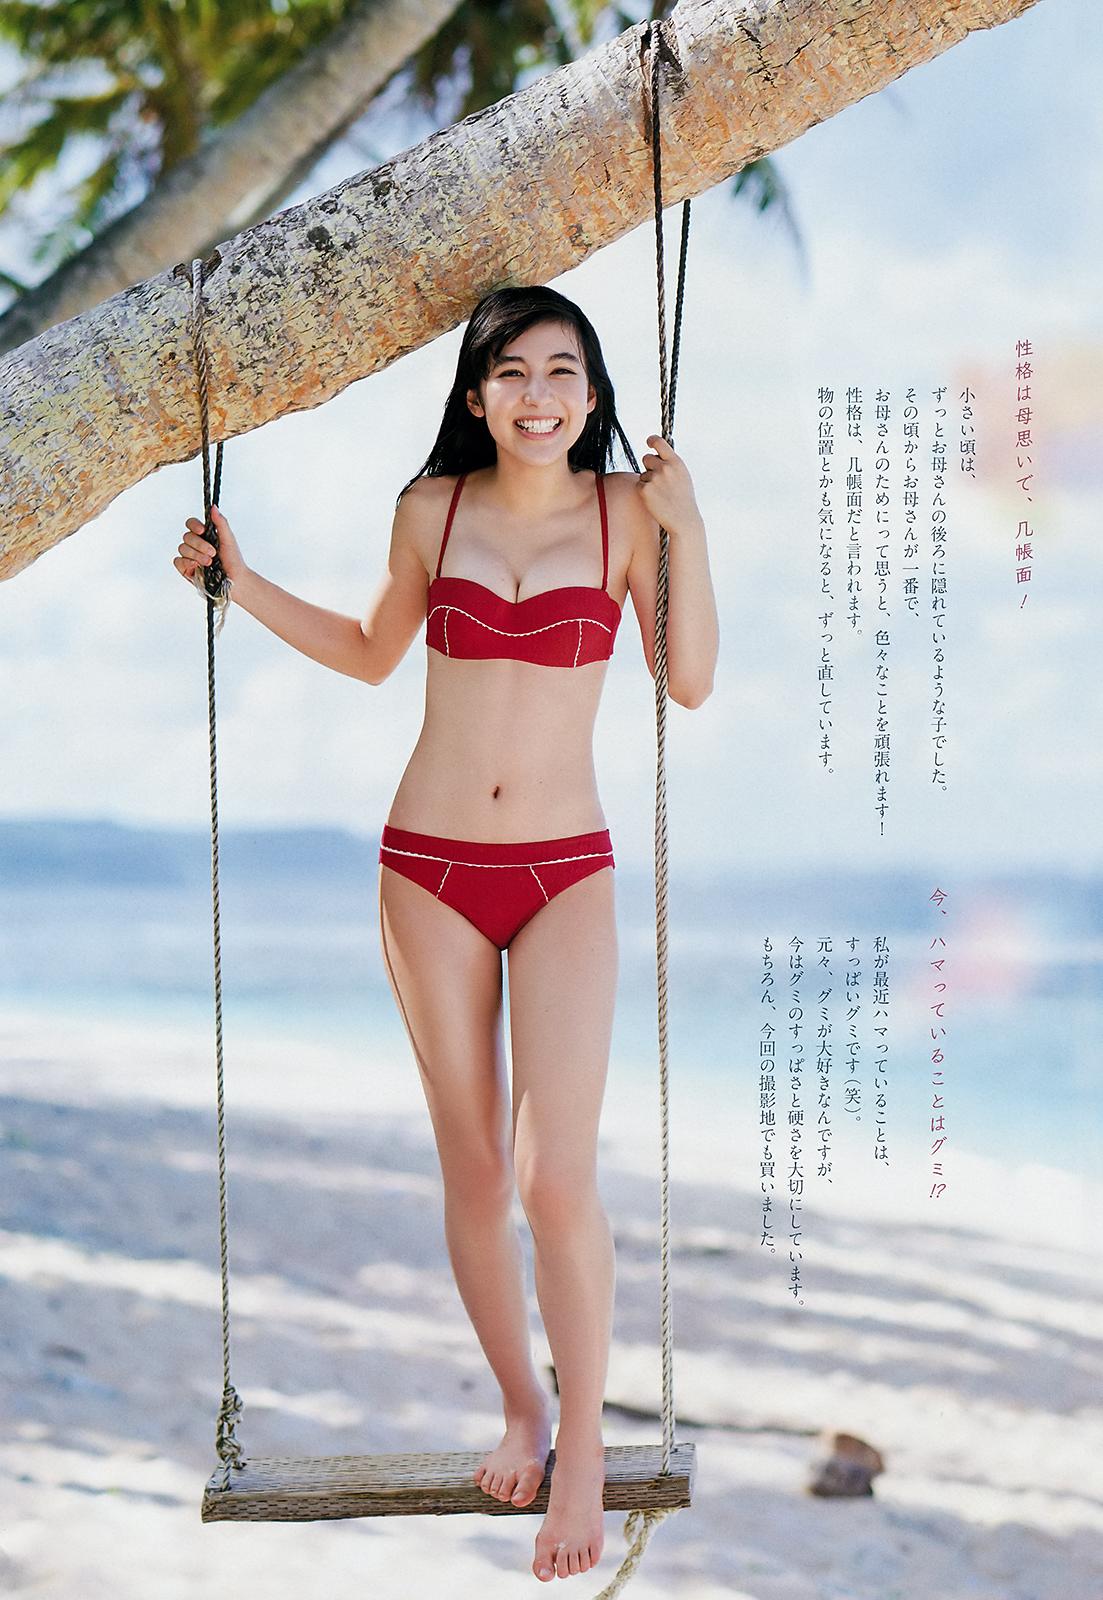 性格は母思いで、几帳面！
小さい頃は、
ずっとお母さんの後ろに隠れているような子でした。
その頃からお母さんが一番で、
お母さんのためにって思うと、色々なことを頑張れます！
性格は、几帳面だと言われます。
物の位置とかも気になると、ずっと直しています。
今、ハマっていることはグミ!?
私が最近ハマっていることは、
すっぱいグミです（笑）。
元々、グミが大好きなんですが、
今はグミのすっぱさと硬さを大切にしています。
もちろん、今回の撮影地でも買いました。